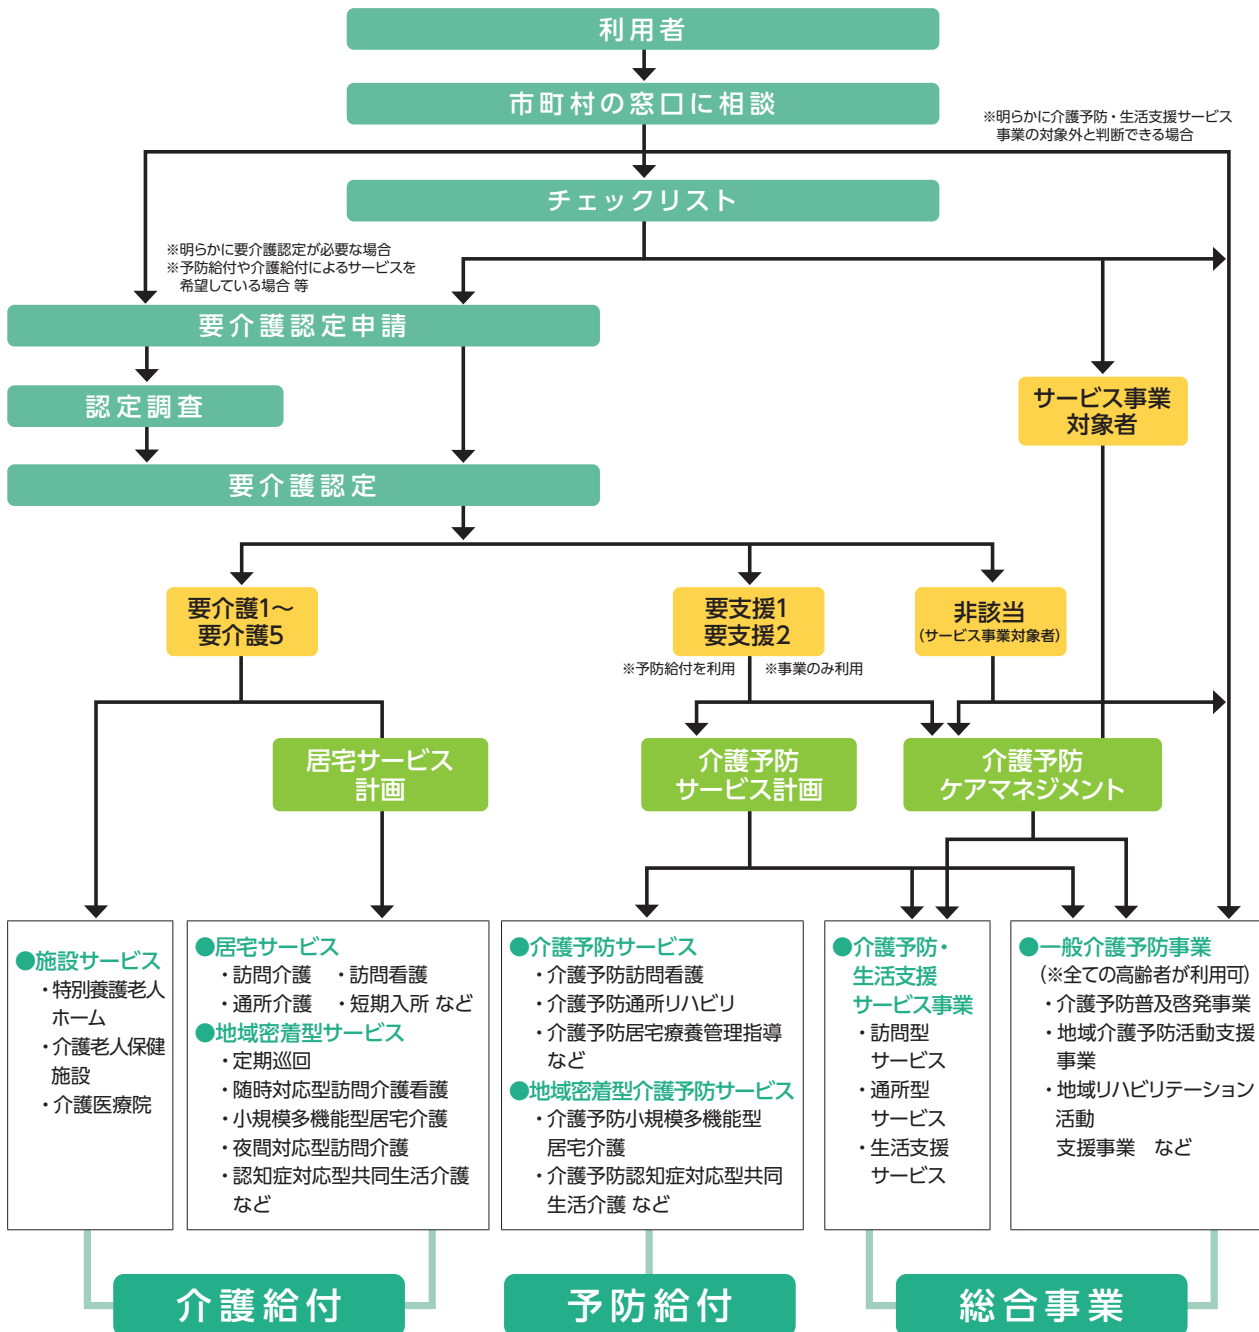 利用者
市町村の窓口に相談
※明らかに介護予防・生活支援サービス
事業の対象外と判断できる場合
チェックリスト
※明らかに要介護認定が必要な場合
※予防給付や介護給付によるサービスを
希望している場合 等
要介護認定申請
認定調査
サービス事業
対象者
要介護認定
要介護1～
要介護5
要支援1
要支援2
非該当
(サービス事業対象者)
※予防給付を利用
※事業のみ利用
居宅サービス
計画
介護予防
サービス計画
介護予防
ケアマネジメント
●施設サービス
・特別養護老人
ホーム
・介護老人保健
施設
・介護医療院
●居宅サービス
・訪問介護 ・訪問看護
・通所介護 ・短期入所 など
●地域密着型サービス
・定期巡回
・随時対応型訪問介護看護
・小規模多機能型居宅介護
・夜間対応型訪問介護
・認知症対応型共同生活介護
など
●介護予防サービス
・介護予防訪問看護
・介護予防通所リハビリ
・介護予防居宅療養管理指導
など
●地域密着型介護予防サービス
・介護予防小規模多機能型
居宅介護
・介護予防認知症対応型共同
生活介護 など
●介護予防・
生活支援
サービス事業
・訪問型
サービス
・通所型
サービス
・生活支援
サービス
●一般介護予防事業
(※全ての高齢者が利用可)
・介護予防普及啓発事業
・地域介護予防活動支援
事業
・地域リハビリテーション
活動
支援事業 など
介護給付
予防給付
総合事業